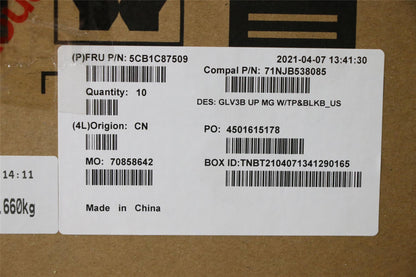 (P)FRU P/N: 5CB1C87509
2021-04-07 13:41:30
Compal P/N: 71NJB538085
Quantity: 10
DES: GLV3B UP MG W/TP&BLKB_US
(4L)Origion: CN
PO: 4501615178
MO: 70858642
BOX ID:TNBT2104071341290165
Made in China
14:11
.660kg